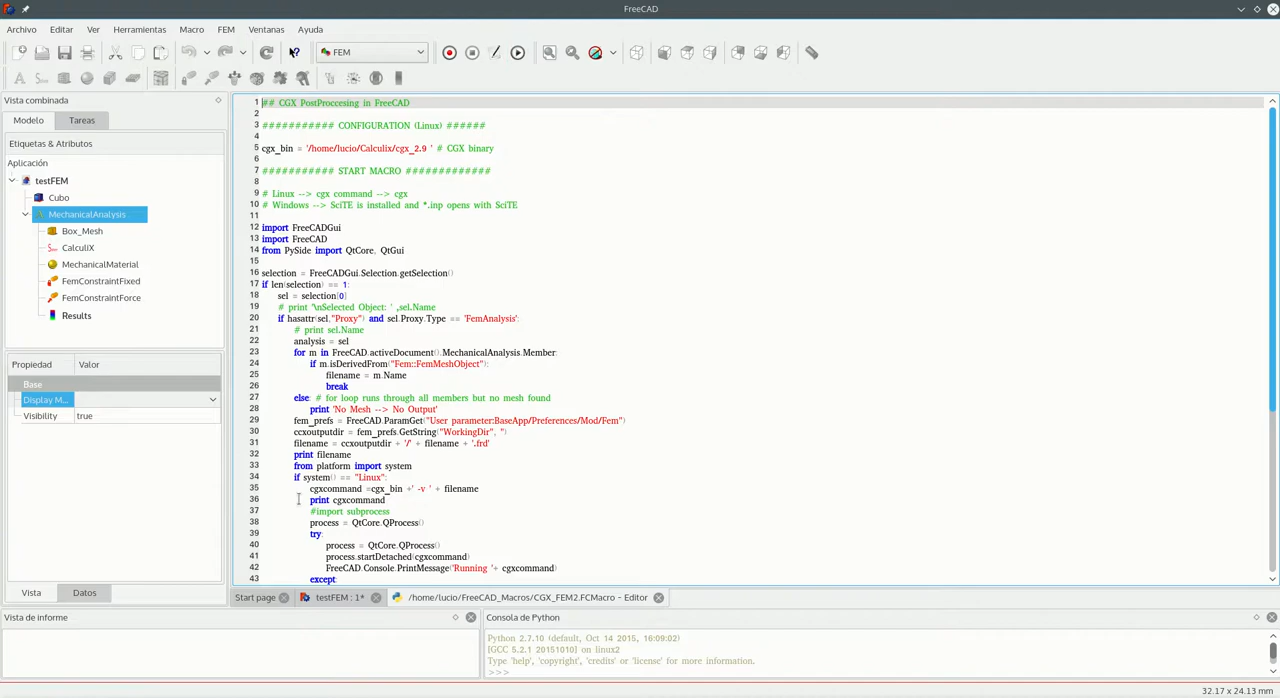 FreeCAD
Archivo Editar Ver Herramientas Macro FEM Ventanas Ayuda
FEM
Vista combinada
Modelo Tareas
Etiquetas & Atributos
Aplicación
testFEM
Cubo
MechanicalAnalysis
Box_Mesh
CalculiX
MechanicalMaterial
FemConstraintFixed
FemConstraintForce
Results
Propiedad Valor
Base
Display M...
Visibility true
Vista Datos
1 ## CGX PostProccesing in FreeCAD
2
3 ########### CONFIGURATION (Linux) ######
4
5 cgx_bin = '/home/lucio/Calculix/cgx_2.9 ' # CGX binary
6
7 ########### START MACRO #############
8
9 # Linux --> cgx command --> cgx
10 # Windows --> SciTE is installed and *.inp opens with SciTE
11
12 import FreeCADGui
13 import FreeCAD
14 from PySide import QtCore, QtGui
15
16 selection = FreeCADGui.Selection.getSelection()
17 if len(selection) == 1:
18 sel = selection[0]
19 # print "\nSelected Object: " ,sel.Name
20 if hasattr(sel,"Proxy") and sel.Proxy.Type == 'FemAnalysis':
21 # print sel.Name
22 analysis = sel
23 for m in FreeCAD.activeDocument().MechanicalAnalysis.Member:
24 if m.isDerivedFrom("Fem::FemMeshObject"):
25 filename = m.Name
26 break
27 else: # for loop runs through all members but no mesh found
28 print 'No Mesh --> No Output'
29 fem_prefs = FreeCAD.ParamGet("User parameter:BaseApp/Preferences/Mod/Fem")
30 ccxoutputdir = fem_prefs.GetString("WorkingDir", '')
31 filename = ccxoutputdir + '/' + filename + '.frd'
32 print filename
33 from platform import system
34 if system() == "Linux":
35 cgxcommand =cgx_bin +' -v ' + filename
36 print cgxcommand
37 #import subprocess
38 process = QtCore.QProcess()
39 try:
40 process = QtCore.QProcess()
41 process.startDetached(cgxcommand)
42 FreeCAD.Console.PrintMessage('Running '+ cgxcommand)
43 except:
Start page testFEM : 1* /home/lucio/FreeCAD_Macros/CGX_FEM2.FCMacro - Editor
Vista de informe
Consola de Python
Python 2.7.10 (default, Oct 14 2015, 16:09:02)
[GCC 5.2.1 20151010] on linux2
Type 'help', 'copyright', 'credits' or 'license' for more information.
>>>
32.17 x 24.13 mm